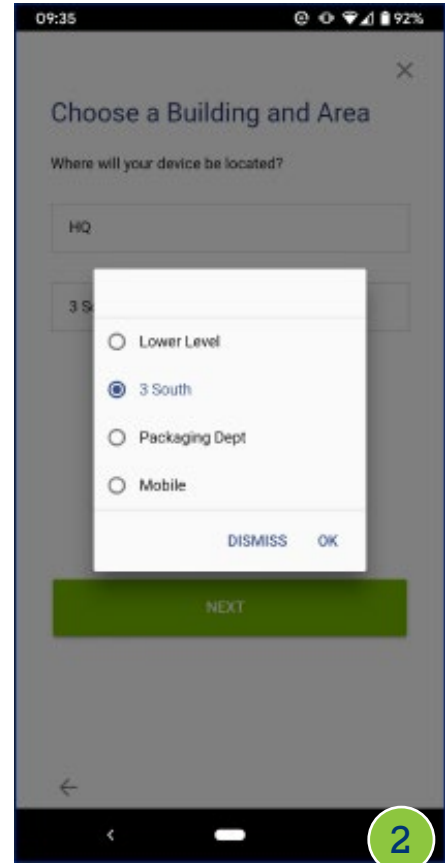 09:35 92%
Choose a Building and Area
Where will your device be located?
HQ
3 S
Lower Level
3 South
Packaging Dept
Mobile
DISMISS OK
NEXT
2